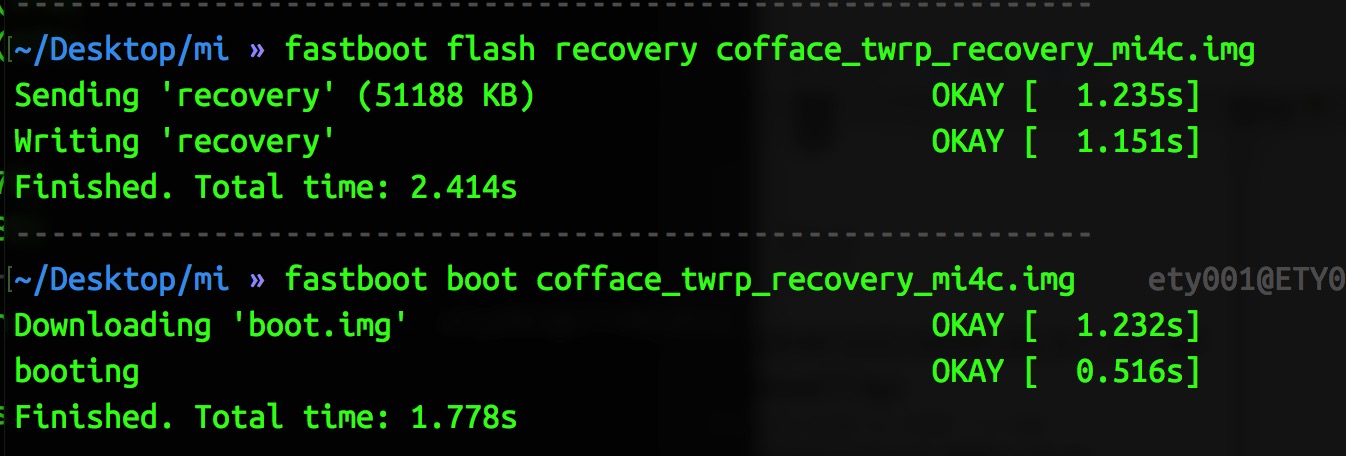 ~/Desktop/mi » fastboot flash recovery cofface_twrp_recovery_mi4c.img
Sending 'recovery' (51188 KB) OKAY [ 1.235s]
Writing 'recovery' OKAY [ 1.151s]
Finished. Total time: 2.414s
~/Desktop/mi » fastboot boot cofface_twrp_recovery_mi4c.img ety001@ETY0
Downloading 'boot.img' OKAY [ 1.232s]
booting OKAY [ 0.516s]
Finished. Total time: 1.778s